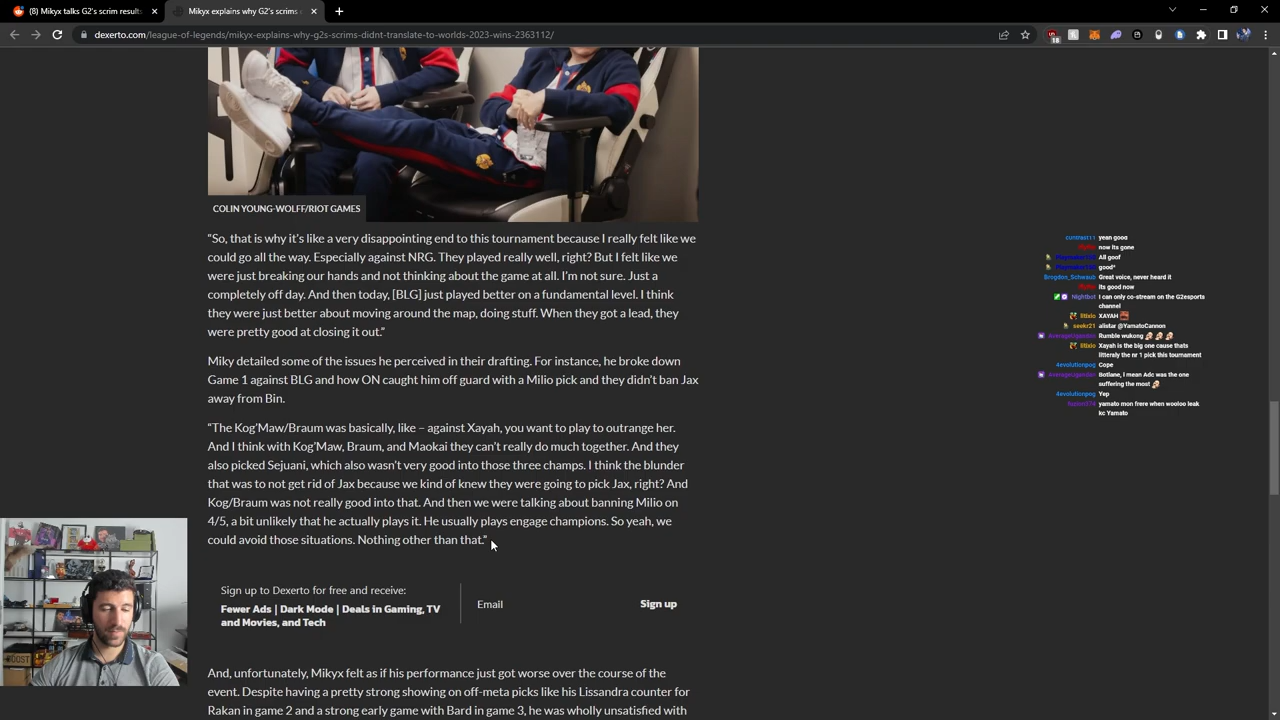 (8) Mikyx talks G2's scrim results
Mikyx explains why G2's scrims
dexerto.com/league-of-legends/mikyx-explains-why-g2s-scrims-didnt-translate-to-worlds-2023-wins-2363112/
18
COLIN YOUNG-WOLFF/RIOT GAMES
“So, that is why it’s like a very disappointing end to this tournament because I really felt like we
could go all the way. Especially against NRG. They played really well, right? But I felt like we
were just breaking our hands and not thinking about the game at all. I’m not sure. Just a
completely off day. And then today, [BLG] just played better on a fundamental level. I think
they were just better about moving around the map, doing stuff. When they got a lead, they
were pretty good at closing it out.”
Miky detailed some of the issues he perceived in their drafting. For instance, he broke down
Game 1 against BLG and how ON caught him off guard with a Milio pick and they didn’t ban Jax
away from Bin.
“The Kog’Maw/Braum was basically, like – against Xayah, you want to play to outrange her.
And I think with Kog’Maw, Braum, and Maokai they can’t really do much together. And they
also picked Sejuani, which also wasn’t very good into those three champs. I think the blunder
that was to not get rid of Jax because we kind of knew they were going to pick Jax, right? And
Kog/Braum was not really good into that. And then we were talking about banning Milio on
4/5, a bit unlikely that he actually plays it. He usually plays engage champions. So yeah, we
could avoid those situations. Nothing other than that.”
Sign up to Dexerto for free and receive:
Fewer Ads | Dark Mode | Deals in Gaming, TV
and Movies, and Tech
Email
Sign up
And, unfortunately, Mikyx felt as if his performance just got worse over the course of the
event. Despite having a pretty strong showing on off-meta picks like his Lissandra counter for
Rakan in game 2 and a strong early game with Bard in game 3, he was wholly unsatisfied with
contrast11 yean good
now its gone
All goof
good*
Brogdon_Schwaub Great voice, never heard it
its good now
Nightbot I can only co-stream on the G2esports
channel
litixio XAYAH
seekr21 alistar @YamatoCannon
Rumble wukong
litixio Xayah is the big one cause thats
litteraly the nr 1 pick this tournament
4evolutionpog Cope
Botlane, I mean Adc was the one
suffering the most
4evolutionpog Yep
yamato mon frere when wooloo leak
kc Yamato
BOOST